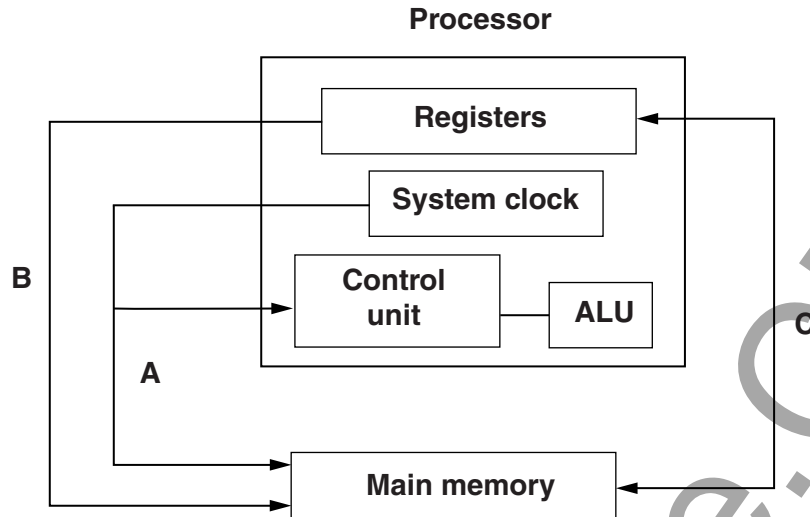 Processor
Registers
System clock
B
Control
unit
ALU
C
A
Main memory